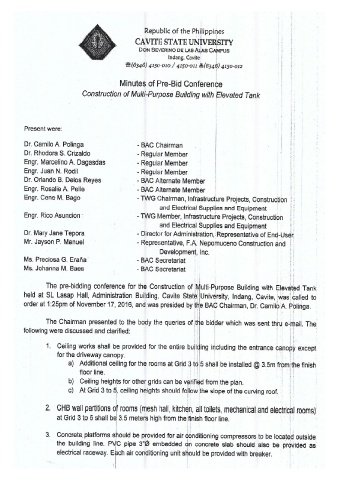 Republic of the Philippines
CAVITE STATE UNIVERSITY
DON SEVERINO DE LAS ALAS CAMPUS
Indang, Cavite
☎(6346) 4150-010 / 4150-011 (6346) 4150-012
Minutes of Pre-Bid Conference
Construction of Multi-Purpose Building with Elevated Tank
Present were:
Dr. Camilo A. Polinga - BAC Chairman
Dr. Rhodora S. Crizaldo - Regular Member
Engr. Marcelino A. Dagasdas - Regular Member
Engr. Juan N. Rodil - Regular Member
Dr. Orlando B. Delos Reyes - BAC Alternate Member
Engr. Rosalie A. Pelle - BAC Alternate Member
Engr. Cene M. Bago - TWG Chairman, Infrastructure Projects, Construction
and Electrical Supplies and Equipment
Engr. Rico Asuncion - TWG Member, Infrastructure Projects, Construction
and Electrical Supplies and Equipment
Dr. Mary Jane Tepora - Director for Administration, Representative of End-User
Mr. Jayson P. Manuel - Representative, F.A. Nepomuceno Construction and
Development, Inc.
Ms. Preciosa G. Eraña - BAC Secretariat
Ms. Johanna M. Baes - BAC Secretariat
The pre-bidding conference for the Construction of Multi-Purpose Building with Elevated Tank
held at SL Lasap Hall, Administration Building, Cavite State University, Indang, Cavite, was called to
order at 1:25pm of November 17, 2016, and was presided by the BAC Chairman, Dr. Camilo A. Polinga.
The Chairman presented to the body the queries of the bidder which was sent thru e-mail. The
following were discussed and clarified:
1. Ceiling works shall be provided for the entire building including the entrance canopy except
for the driveway canopy.
a) Additional ceiling for the rooms at Grid 3 to 5 shall be installed @ 3.5m from the finish
floor line.
b) Ceiling heights for other grids can be verified from the plan.
c) At Grid 3 to 5, ceiling heights should follow the slope of the curving roof.
2. CHB wall partitions of rooms (mesh hall, kitchen, all toilets, mechanical and electrical rooms)
at Grid 3 to 5 shall be 3.5 meters high from the finish floor line.
3. Concrete platforms should be provided for air conditioning compressors to be located outside
the building line. PVC pipe 3"Ø embedded on concrete slab should also be provided as
electrical raceway. Each air conditioning unit should be provided with breaker.